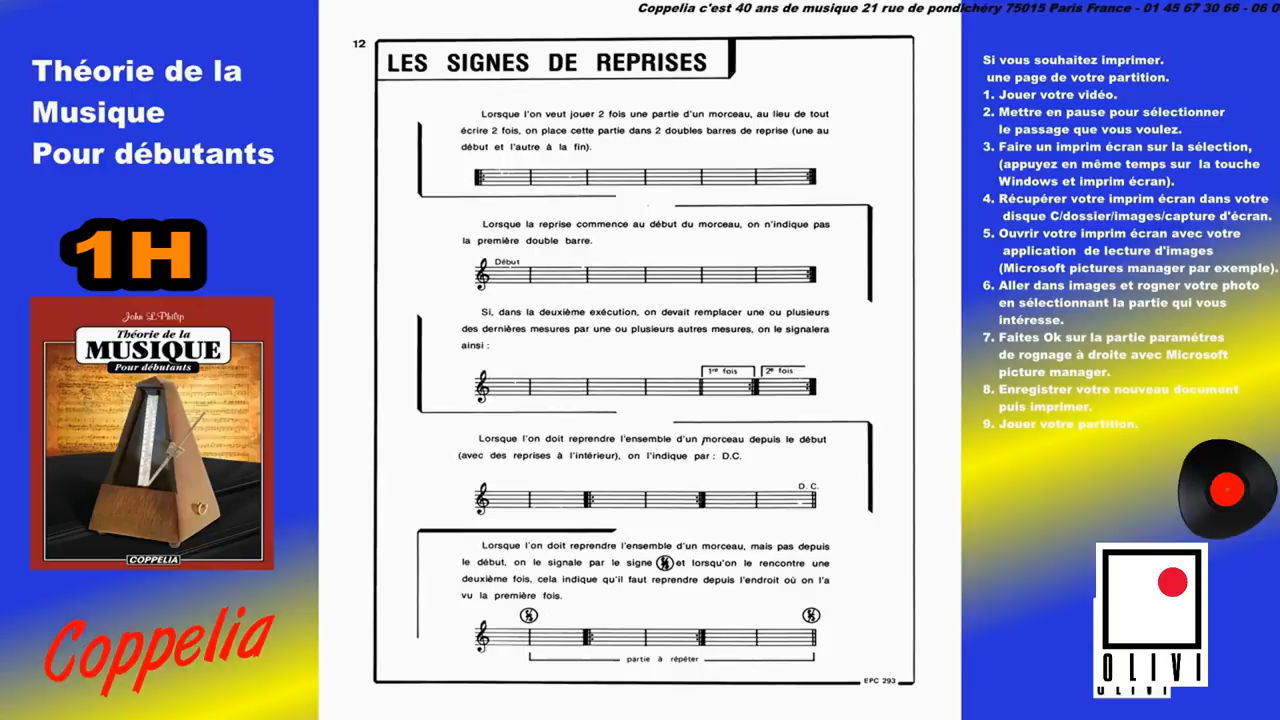 Coppelia c'est 40 ans de musique 21 rue de pondichéry 75015 Paris France - 01 45 67 30 66 - 06 0
Théorie de la
Musique
Pour débutants
1H
John L. Philip
Théorie de la
MUSIQUE
Pour débutants
COPPELIA
Coppelia
12
LES SIGNES DE REPRISES
Lorsque l'on veut jouer 2 fois une partie d'un morceau, au lieu de tout
écrire 2 fois, on place cette partie dans 2 doubles barres de reprise (une au
début et l'autre à la fin).
Lorsque la reprise commence au début du morceau, on n'indique pas
la première double barre.
Début
Si, dans la deuxième exécution, on devait remplacer une ou plusieurs
des dernières mesures par une ou plusieurs autres mesures, on le signalera
ainsi :
1re fois 2e fois
Lorsque l'on doit reprendre l'ensemble d'un morceau depuis le début
(avec des reprises à l'intérieur), on l'indique par : D.C.
D. C.
Lorsque l'on doit reprendre l'ensemble d'un morceau, mais pas depuis
le début, on le signale par le signe et lorsqu'on le rencontre une
deuxième fois, cela indique qu'il faut reprendre depuis l'endroit où on l'a
vu la première fois.
partie à répéter
EPC 293
Si vous souhaitez imprimer.
une page de votre partition.
1. Jouer votre vidéo.
2. Mettre en pause pour sélectionner
le passage que vous voulez.
3. Faire un imprim écran sur la sélection,
(appuyez en même temps sur la touche
Windows et imprim écran).
4. Récupérer votre imprim écran dans votre
disque C/dossier/images/capture d'écran.
5. Ouvrir votre imprim écran avec votre
application de lecture d'images
(Microsoft pictures manager par exemple).
6. Aller dans images et rogner votre photo
en sélectionnant la partie qui vous
intéresse.
7. Faites Ok sur la partie paramétres
de rognage à droite avec Microsoft
picture manager.
8. Enregistrer votre nouveau document
puis imprimer.
9. Jouer votre partition.
OLIVI
OLIVI